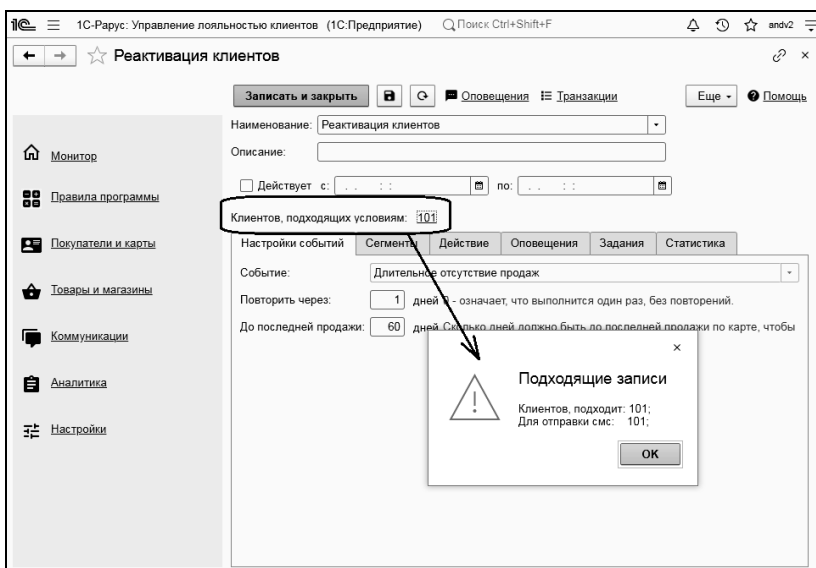 1С-Рарус: Управление лояльностью клиентов (1С:Предприятие) Поиск Ctrl+Shift+F andv2
Реактивация клиентов
Записать и закрыть Оповещения Транзакции Еще Помощь
Наименование: Реактивация клиентов
Монитор
Описание:
Действует с: . . : : по: . . : :
Правила программы
Клиентов, подходящих условиям: 101
Покупатели и карты
Настройки событий Сегменты Действие Оповещения Задания Статистика
Событие: Длительное отсутствие продаж
Товары и магазины
Повторить через: 1 дней 0 - означает, что выполнится один раз, без повторений.
До последней продажи: 60 дней Сколько дней должно быть до последней продажи по карте, чтобы
Коммуникации
Подходящие записи
Аналитика
Клиентов, подходит: 101;
Для отправки смс: 101;
Настройки
OK